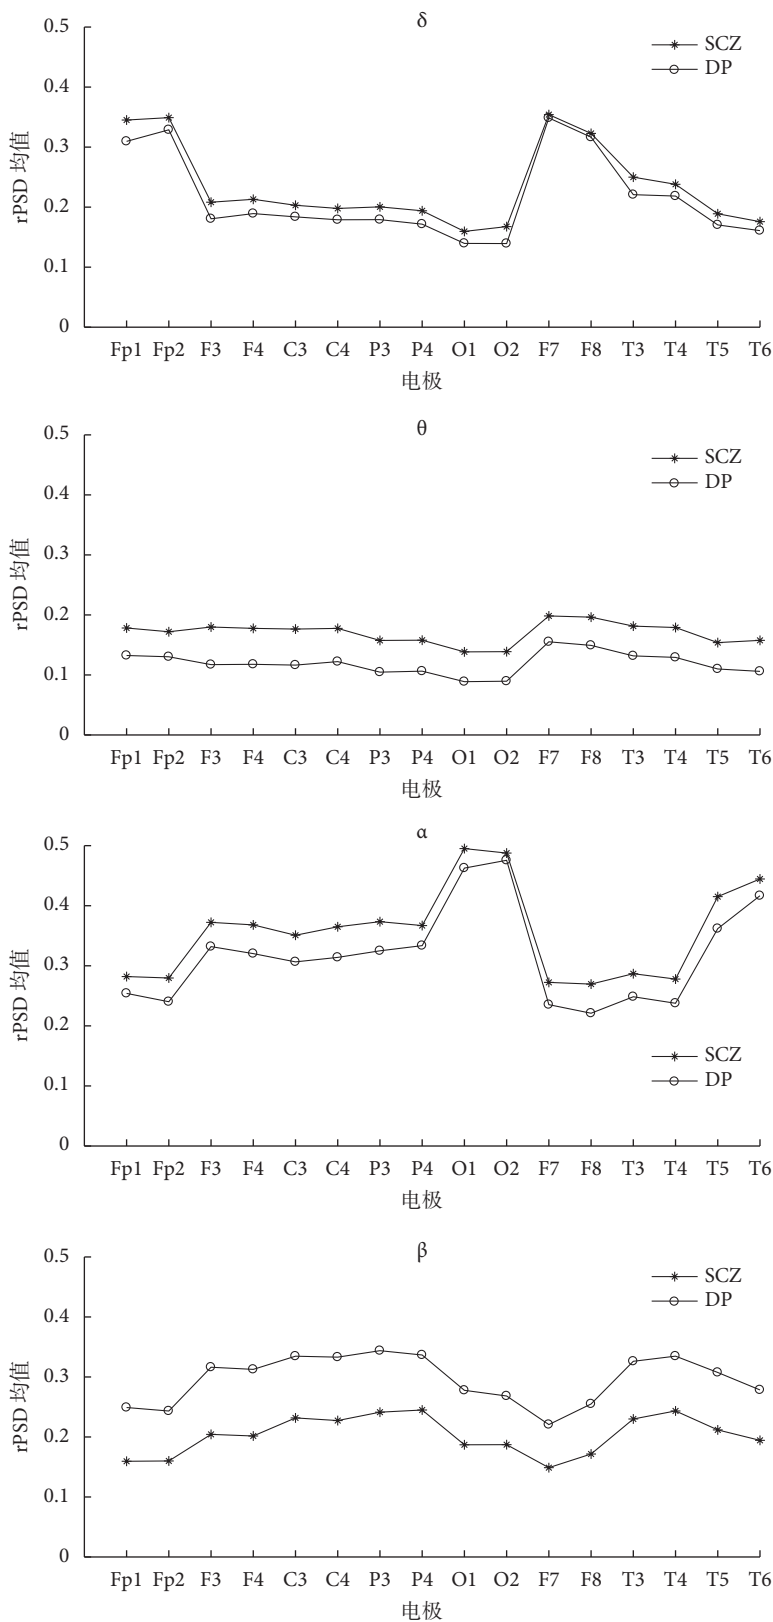 δ
0.5
SCZ
DP
0.4
0.3
0.2
0.1
0
rPSD 均值
Fp1 Fp2 F3 F4 C3 C4 P3 P4 O1 O2 F7 F8 T3 T4 T5 T6
电极
θ
0.5
SCZ
DP
0.4
0.3
0.2
0.1
0
rPSD 均值
Fp1 Fp2 F3 F4 C3 C4 P3 P4 O1 O2 F7 F8 T3 T4 T5 T6
电极
α
0.5
0.4
0.3
0.2
SCZ
DP
0.1
0
rPSD 均值
Fp1 Fp2 F3 F4 C3 C4 P3 P4 O1 O2 F7 F8 T3 T4 T5 T6
电极
β
0.5
SCZ
DP
0.4
0.3
0.2
0.1
0
rPSD 均值
Fp1 Fp2 F3 F4 C3 C4 P3 P4 O1 O2 F7 F8 T3 T4 T5 T6
电极